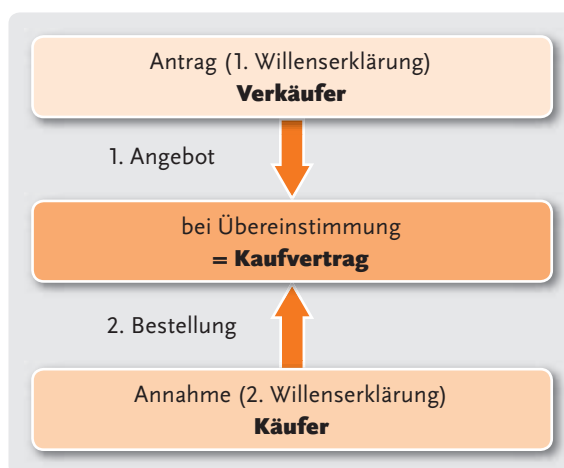 Antrag (1. Willenserklärung)
Verkäufer
1. Angebot
bei Übereinstimmung
= Kaufvertrag
2. Bestellung
Annahme (2. Willenserklärung)
Käufer